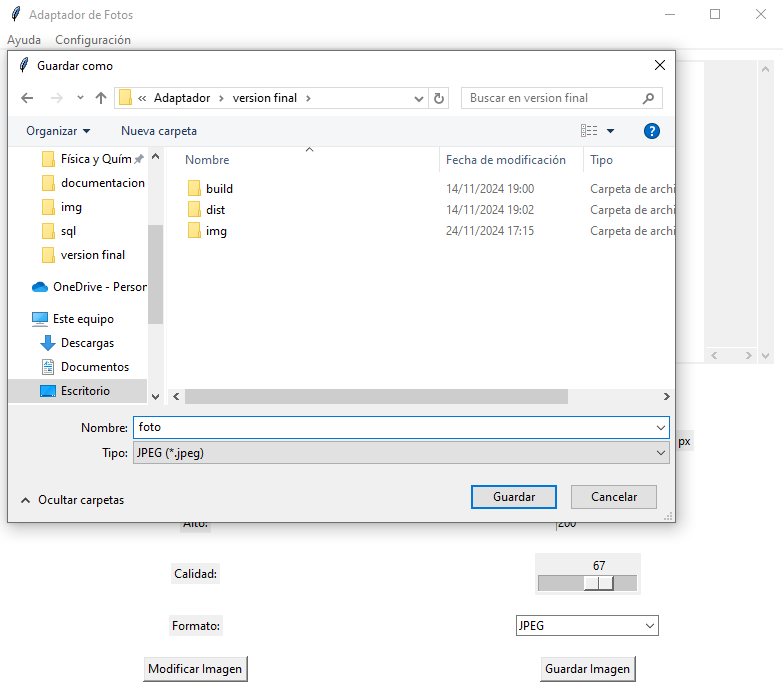 Adaptador de Fotos
Ayuda Configuración
Guardar como
« Adaptador › version final ›
Buscar en version final
Organizar Nueva carpeta
Nombre Fecha de modificación Tipo
Física y Quím
documentacion
img
sql
version final
OneDrive - Person
Este equipo
Descargas
Documentos
Escritorio
build 14/11/2024 19:00 Carpeta de archi
dist 14/11/2024 19:02 Carpeta de archi
img 24/11/2024 17:15 Carpeta de archi
Nombre: foto
Tipo: JPEG (*.jpeg)
px
Ocultar carpetas Guardar Cancelar
Alto: 200
Calidad: 67
Formato: JPEG
Modificar Imagen Guardar Imagen